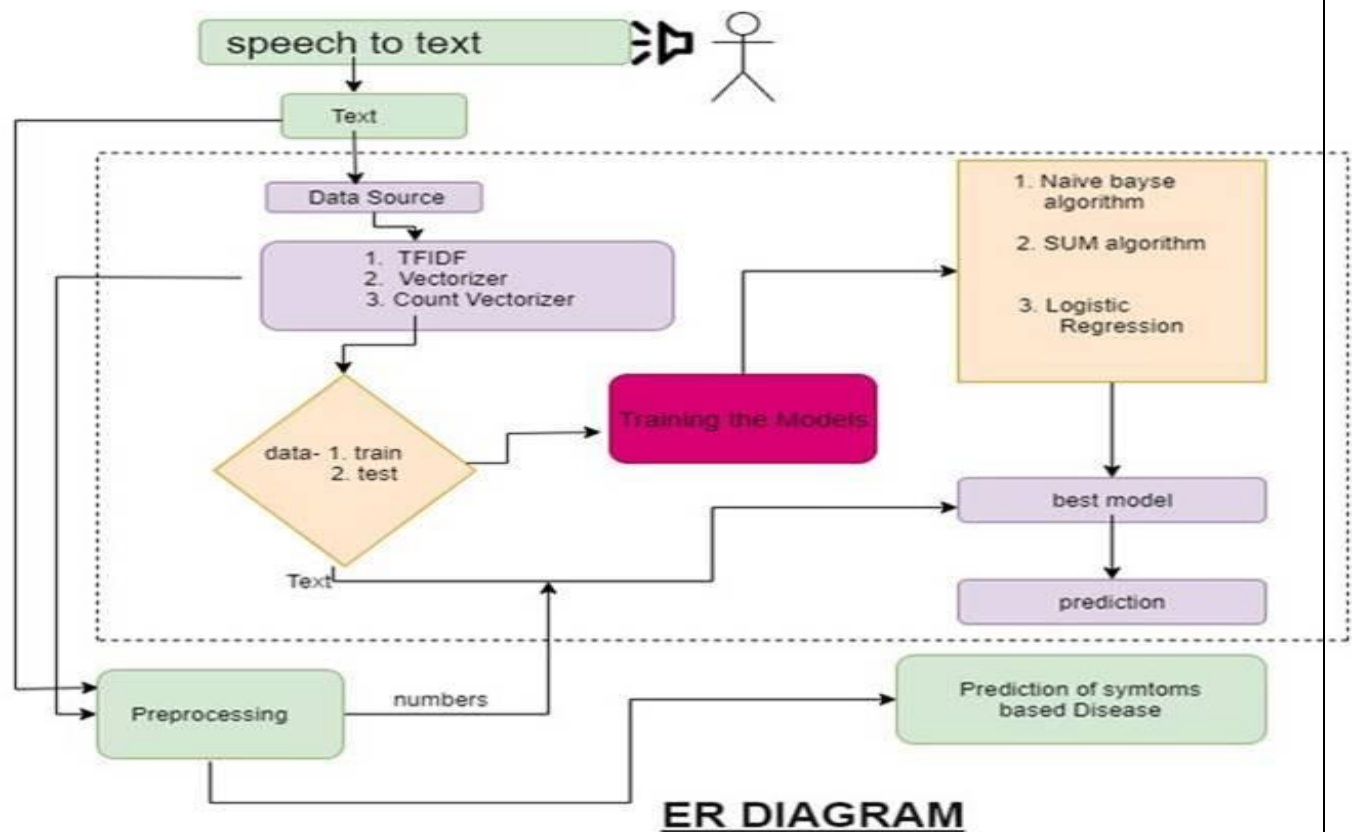 speech to text
Text
Data Source
1. TFIDF
2. Vectorizer
3. Count Vectorizer
1. Naive bayse
algorithm
2. SUM algorithm
3. Logistic
Regression
Training the Models
data- 1. train
2. test
best model
Text
prediction
Preprocessing
numbers
Prediction of symtoms
based Disease
ER DIAGRAM